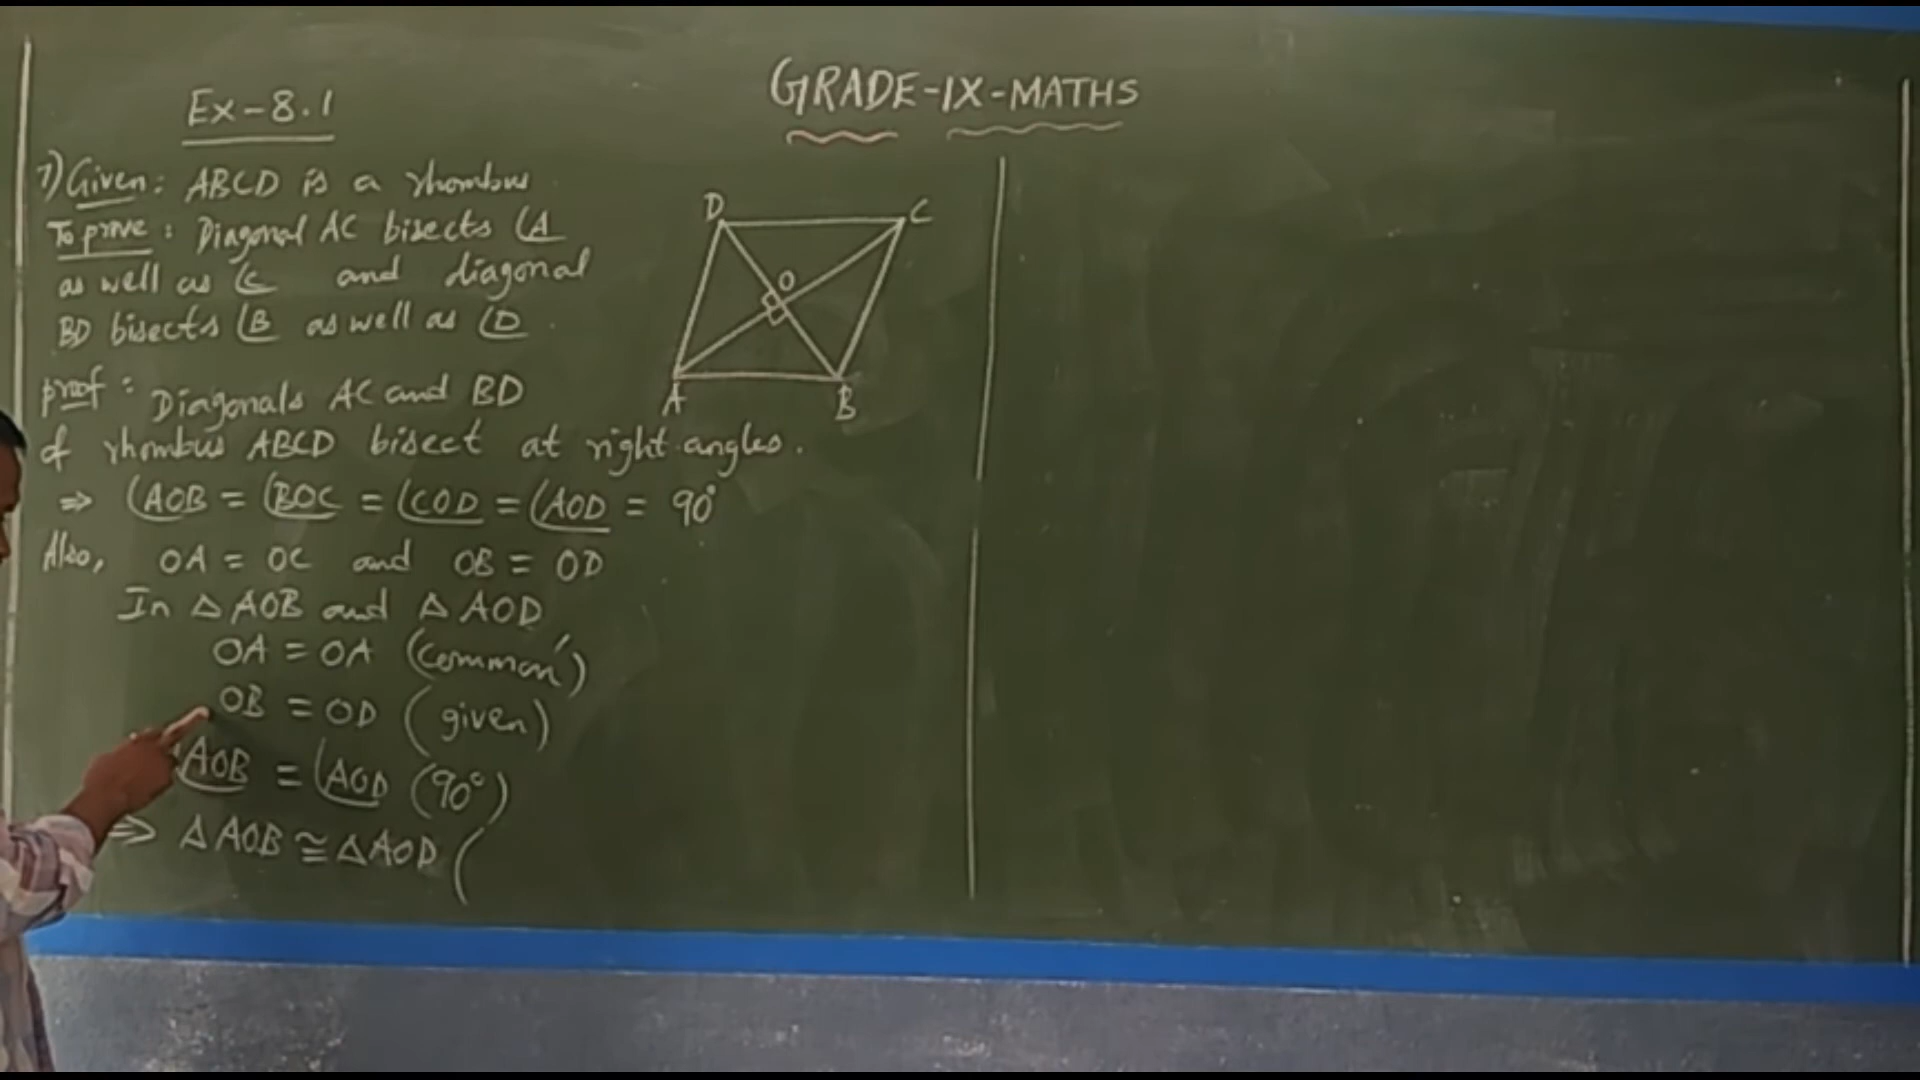 GRADE-IX-MATHS
Ex-8.1
7) Given: ABCD is a rhombus
To prove: Diagonal AC bisects ∠A
as well as ∠C and diagonal
BD bisects ∠B as well as ∠D.
proof: Diagonals AC and BD
of rhombus ABCD bisect at right angles.
⇒ ∠AOB = ∠BOC = ∠COD = ∠AOD = 90°
Also, OA = OC and OB = OD
In △AOB and △AOD
OA = OA (common)
OB = OD (given)
∠AOB = ∠AOD (90°)
⇒ △AOB ≅ △AOD (
D C
O
A B